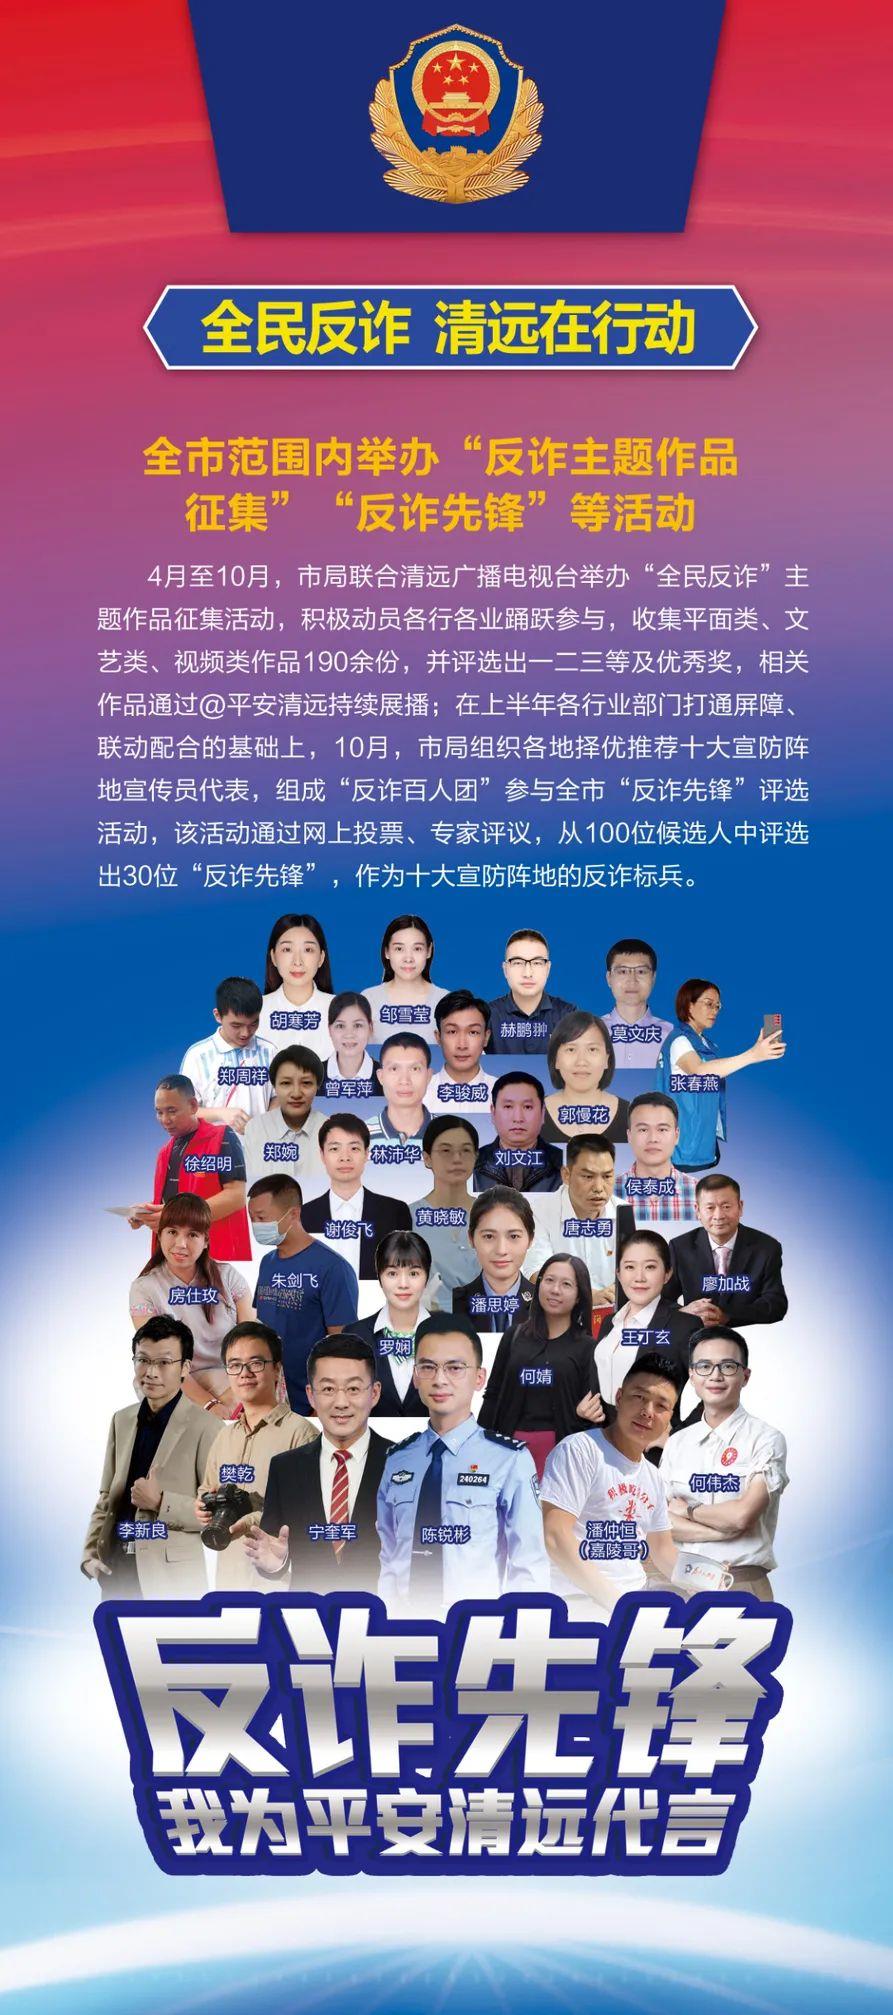 全民反诈 清远在行动
全市范围内举办“反诈主题作品
征集”“反诈先锋”等活动
4月至10月，市局联合清远广播电视台举办“全民反诈”主
题作品征集活动，积极动员各行各业踊跃参与，收集平面类、文
艺类、视频类作品190余份，并评选出一二三等及优秀奖，相关
作品通过@平安清远持续展播；在上半年各行业部门打通屏障、
联动配合的基础上，10月，市局组织各地择优推荐十大宣防阵
地宣传员代表，组成“反诈百人团”参与全市“反诈先锋”评选
活动，该活动通过网上投票、专家评议，从100位候选人中评选
出30位“反诈先锋”，作为十大宣防阵地的反诈标兵。
胡寒芳
邹雪莹
赫鹏翀
莫文庆
郑周祥
曾军萍
李骏威
郭慢花
张春燕
徐绍明
郑婉
林沛华
刘文江
侯泰成
谢俊飞
黄晓敏
唐志勇
房仕玫
朱剑飞
潘思婷
廖加战
罗娴
何婧
王丁玄
240264
樊乾
何伟杰
李新良
宁奎军
陈锐彬
潘仲恒
（嘉陵哥）
反诈先锋
我为平安清远代言